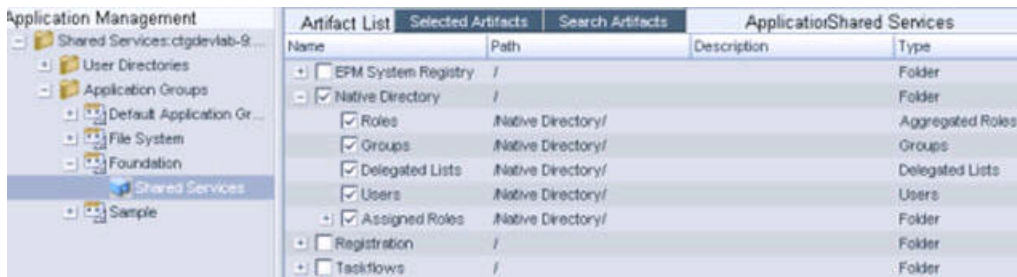 Application Management
Shared Services:ctgdevlab-9....
User Directories
Application Groups
Default Application Gr...
File System
Foundation
Shared Services
Sample
Artifact List Selected Artifacts Search Artifacts Application Shared Services
Name Path Description Type
EPM System Registry / Folder
Native Directory / Folder
Roles /Native Directory/ Aggregated Roles
Groups /Native Directory/ Groups
Delegated Lists /Native Directory/ Delegated Lists
Users /Native Directory/ Users
Assigned Roles /Native Directory/ Folder
Registration / Folder
Taskflows / Folder